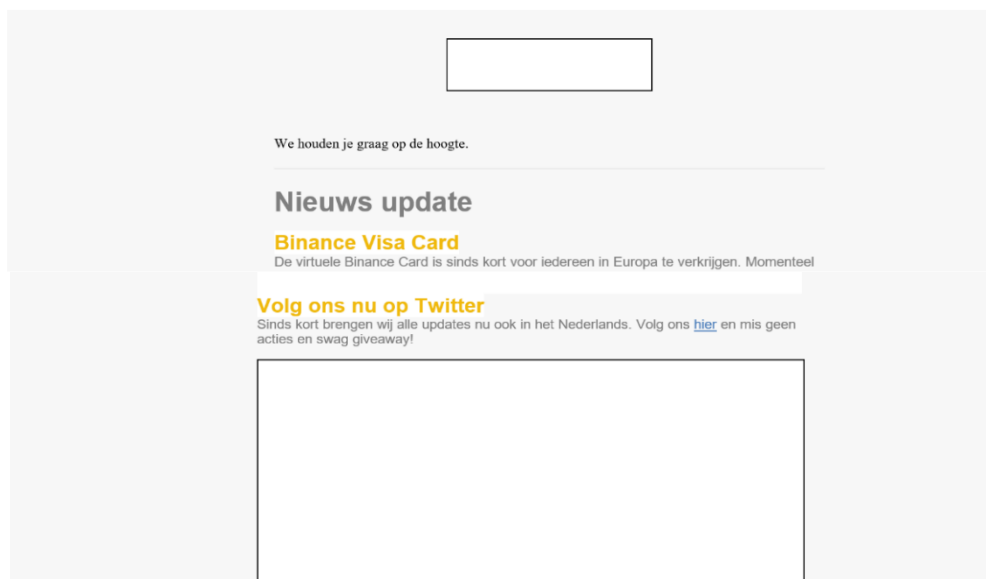 We houden je graag op de hoogte.
Nieuws update
Binance Visa Card
De virtuele Binance Card is sinds kort voor iedereen in Europa te verkrijgen. Momenteel
Volg ons nu op Twitter
Sinds kort brengen wij alle updates nu ook in het Nederlands. Volg ons hier en mis geen
acties en swag giveaway!